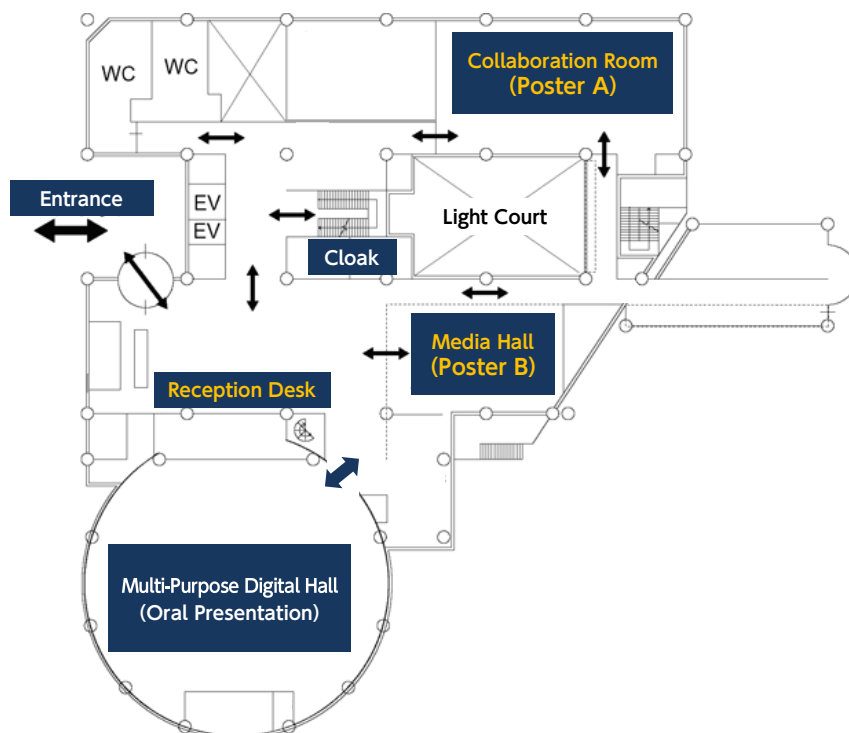 WC
WC
Collaboration Room
(Poster A)
Entrance
EV
EV
Light Court
Cloak
Media Hall
(Poster B)
Reception Desk
Multi-Purpose Digital Hall
(Oral Presentation)